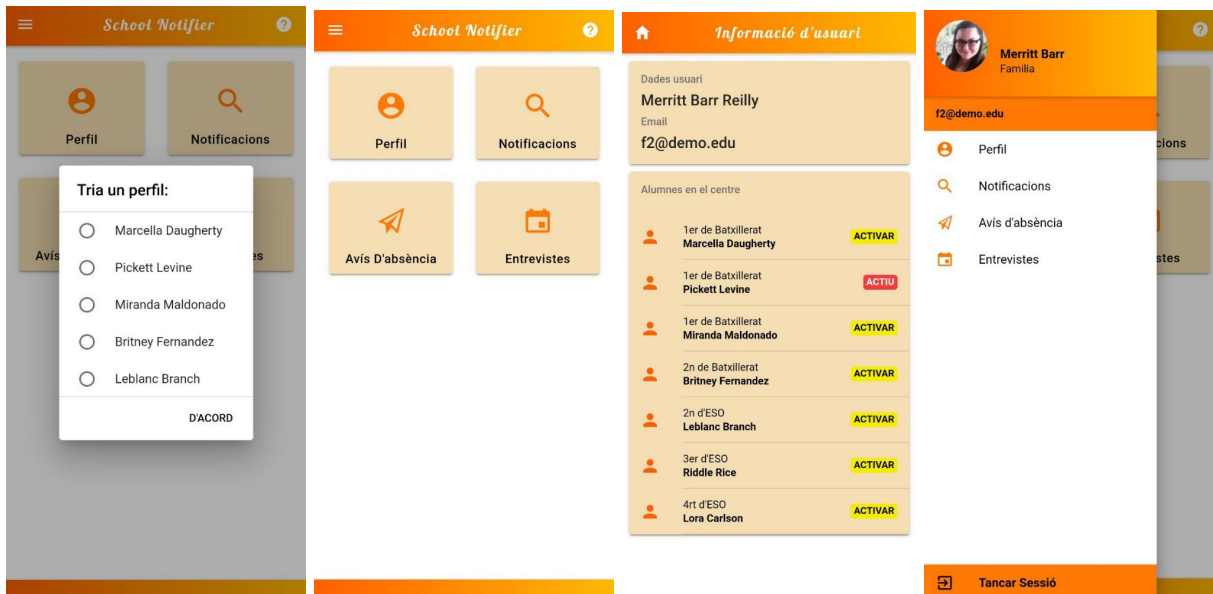 School Notifier
?
Perfil
Notificacions
Tria un perfil:
Marcella Daugherty
Pickett Levine
Miranda Maldonado
Britney Fernandez
Leblanc Branch
D'ACORD
Avís
es
School Notifier
?
Perfil
Notificacions
Avís D'absència
Entrevistes
Informació d'usuari
Dades usuari
Merritt Barr Reilly
Email
f2@demo.edu
Alumnes en el centre
1er de Batxillerat
Marcella Daugherty
ACTIVAR
1er de Batxillerat
Pickett Levine
ACTIU
1er de Batxillerat
Miranda Maldonado
ACTIVAR
2n de Batxillerat
Britney Fernandez
ACTIVAR
2n d'ESO
Leblanc Branch
ACTIVAR
3er d'ESO
Riddle Rice
ACTIVAR
4rt d'ESO
Lora Carlson
ACTIVAR
Merritt Barr
Familia
f2@demo.edu
Perfil
Notificacions
Avís d'absència
Entrevistes
Tancar Sessió
?
cions
stes